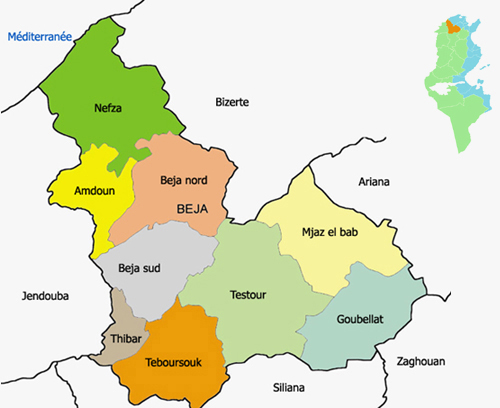 Méditerranée
Nefza
Bizerte
Amdoun
Beja nord
BEJA
Ariana
Mjaz el bab
Beja sud
Jendouba
Testour
Goubellat
Thibar
Teboursouk
Zaghouan
Siliana